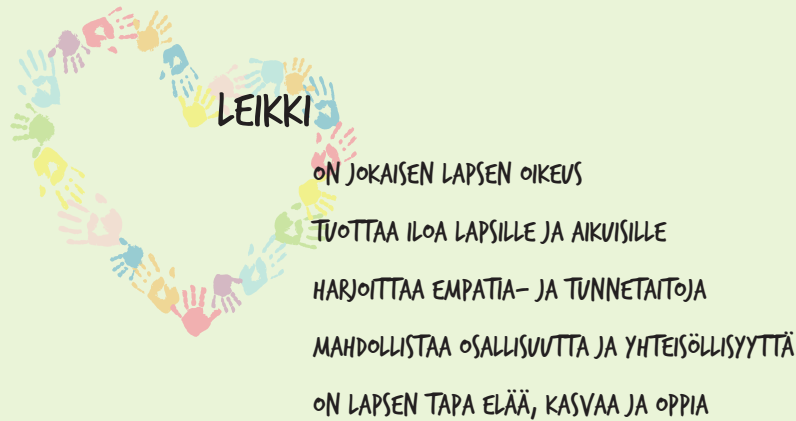 LEIKKI
ON JOKAISEN LAPSEN OIKEUS
TUOTTAA ILOA LAPSILLE JA AIKUISILLE
HARJOITTAA EMPATIA- JA TUNNETAITOJA
MAHDOLLISTAA OSALLISUUTTA JA YHTEISÖLLISYYTTÄ
ON LAPSEN TAPA ELÄÄ, KASVAA JA OPPIA